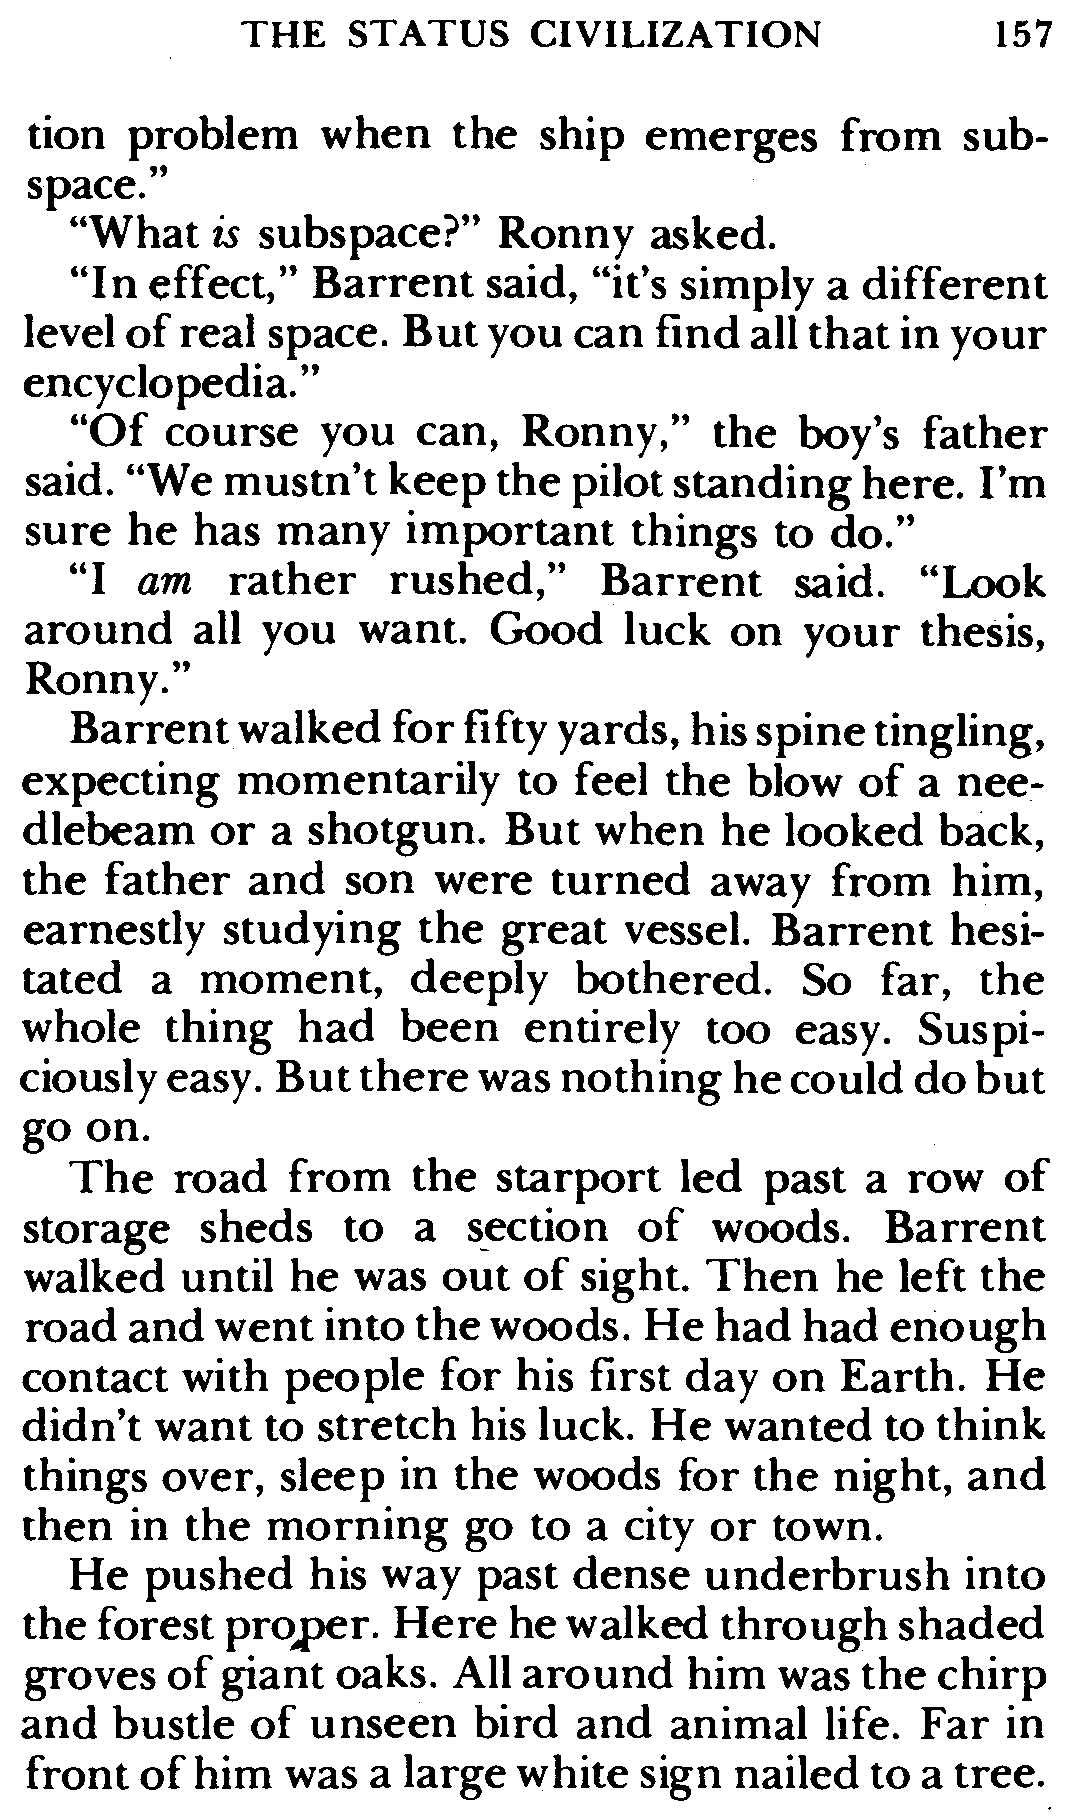 THE STATUS CIVILIZATION 157
tion problem when the ship emerges from sub-
space.”
“What is subspace?” Ronny asked.
“In effect,” Barrent said, “it’s simply a different
level of real space. But you can find all that in your
encyclopedia.”
“Of course you can, Ronny,” the boy’s father
said. “We mustn’t keep the pilot standing here. I’m
sure he has many important things to do.”
“I am rather rushed,” Barrent said. “Look
around all you want. Good luck on your thesis,
Ronny.”
Barrent walked for fifty yards, his spine tingling,
expecting momentarily to feel the blow of a nee-
dlebeam or a shotgun. But when he looked back,
the father and son were turned away from him,
earnestly studying the great vessel. Barrent hesi-
tated a moment, deeply bothered. So far, the
whole thing had been entirely too easy. Suspi-
ciously easy. But there was nothing he could do but
go on.
The road from the starport led past a row of
storage sheds to a section of woods. Barrent
walked until he was out of sight. Then he left the
road and went into the woods. He had had enough
contact with people for his first day on Earth. He
didn’t want to stretch his luck. He wanted to think
things over, sleep in the woods for the night, and
then in the morning go to a city or town.
He pushed his way past dense underbrush into
the forest proper. Here he walked through shaded
groves of giant oaks. All around him was the chirp
and bustle of unseen bird and animal life. Far in
front of him was a large white sign nailed to a tree.